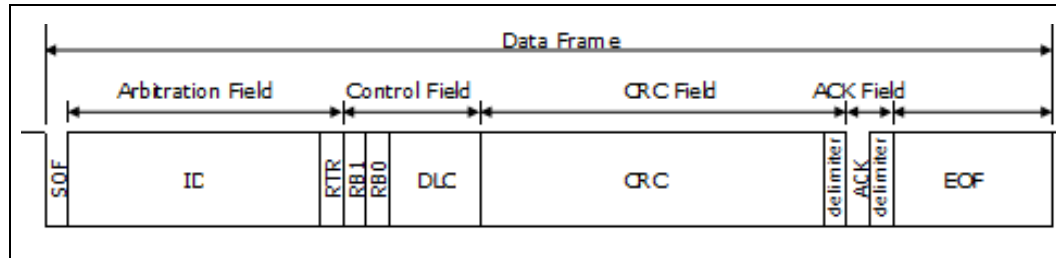 Data Frame
Arbitration Field Control Field CRC Field ACK Field
SOF ID RTR RB1 RB0 DLC CRC delimiter ACK delimiter EOF